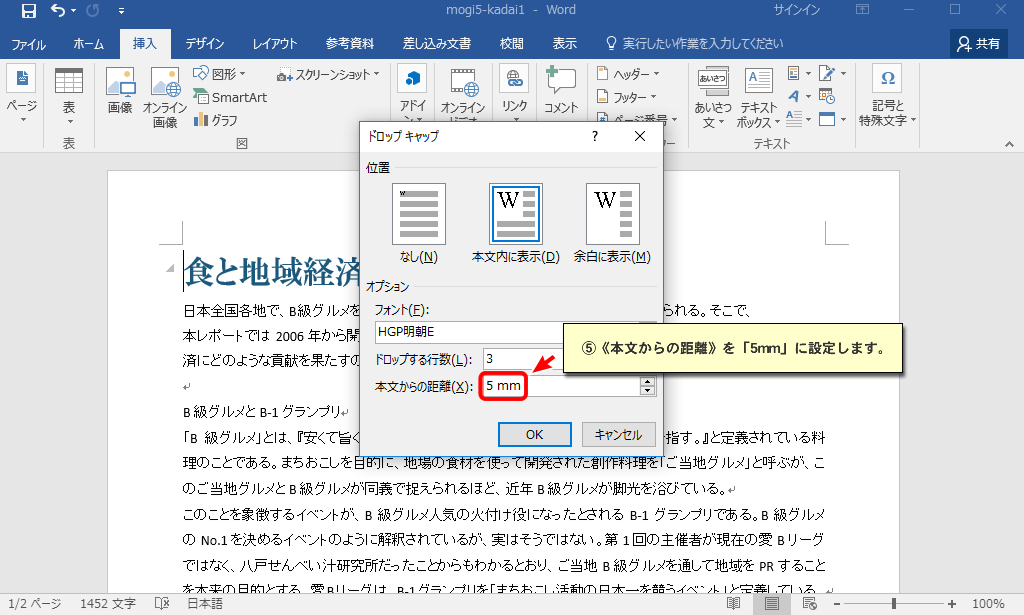 mogi5-kadai1 - Word
サインイン
ファイル ホーム 挿入 デザイン レイアウト 参考資料 差し込み文書 校閲 表示 実行したい作業を入力してください 共有
ページ
表
画像
オンライン
画像
図形
SmartArt
グラフ
スクリーンショット
アドイ
オンライン
リンク
コメント
ヘッダー
フッター
あいさつ
あいさつ
文
テキスト
ボックス
記号と
特殊文字
表
図
テキスト
ドロップ キャップ
位置
なし(N) 本文内に表示(D) 余白に表示(M)
オプション
フォント(F):
HGP明朝E
ドロップする行数(L): 3
本文からの距離(X): 5 mm
OK キャンセル
⑤《本文からの距離》を「5mm」に設定します。
食と地域経済
日本全国各地で、B級グルメを
られる。そこで、
本レポートでは 2006 年から開
済にどのような貢献を果たすの
B 級グルメと B-1 グランプリ
「B 級グルメ」とは、『安くて旨く
を指す。』と定義されている料
理のことである。まちおこしを目的に、地場の食材を使って開発された創作料理を「ご当地グルメ」と呼ぶが、こ
のご当地グルメと B 級グルメが同義で捉えられるほど、近年 B 級グルメが脚光を浴びている。
このことを象徴するイベントが、B 級グルメ人気の火付け役になったとされる B-1 グランプリである。B 級グルメ
の No.1 を決めるイベントのように解釈されているが、実はそうではない。第 1 回の主催者が現在の愛 B リーグ
ではなく、八戸せんべい汁研究所だったことからもわかるとおり、ご当地 B 級グルメを通して地域を PR すること
を本来の目的とする。愛 B リーグは、B-1 グランプリを「まちおこし活動の日本一を競うイベント」と定義している。
1/2 ページ 1452 文字 日本語 100%